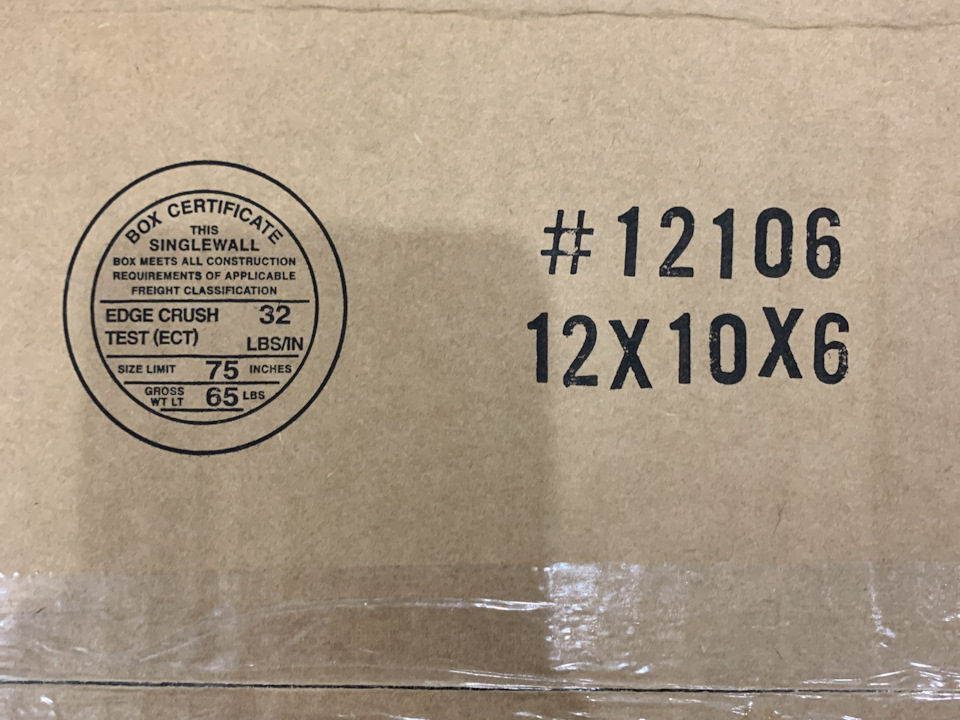 BOX CERTIFICATE
THIS
SINGLEWALL
BOX MEETS ALL CONSTRUCTION
REQUIREMENTS OF APPLICABLE
FREIGHT CLASSIFICATION
EDGE CRUSH 32
TEST (ECT) LBS/IN
SIZE LIMIT 75 INCHES
GROSS
WT LT 65 LBS
#12106
12X10X6